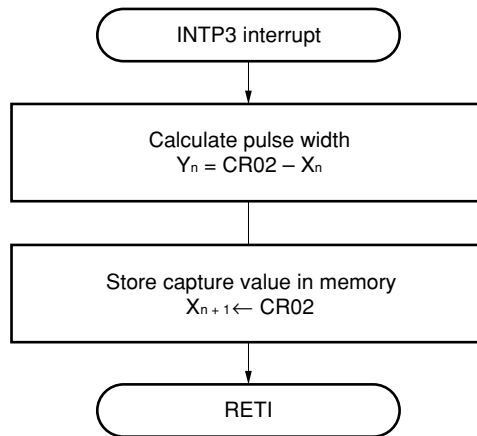 INTP3 interrupt
Calculate pulse width
Yn = CR02 – Xn
Store capture value in memory
Xn + 1 ← CR02
RETI